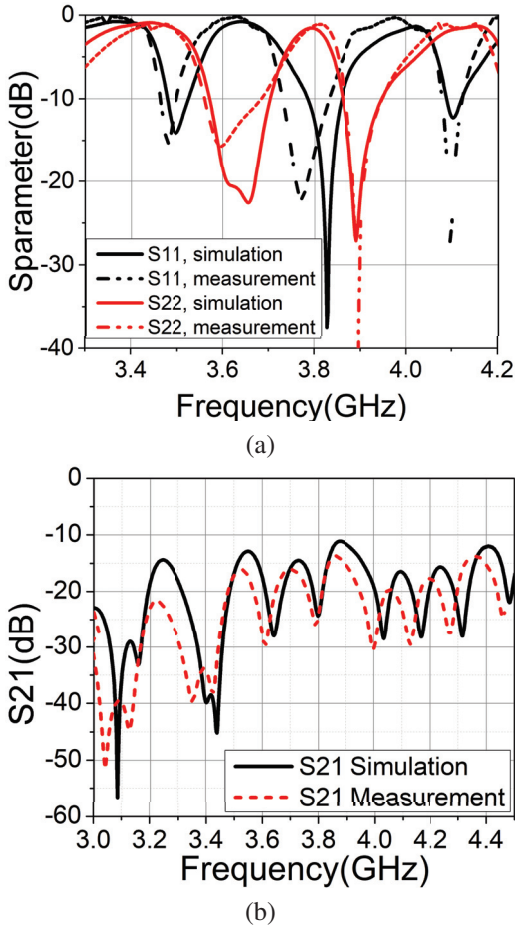 0
-10
-20
-30
-40
Sparameter(dB)
S11, simulation
S11, measurement
S22, simulation
S22, measurement
3.4 3.6 3.8 4.0 4.2
Frequency(GHz)
(a)
0
-10
-20
-30
-40
-50
-60
S21(dB)
S21 Simulation
S21 Measurement
3.0 3.2 3.4 3.6 3.8 4.0 4.2 4.4
Frequency(GHz)
(b)